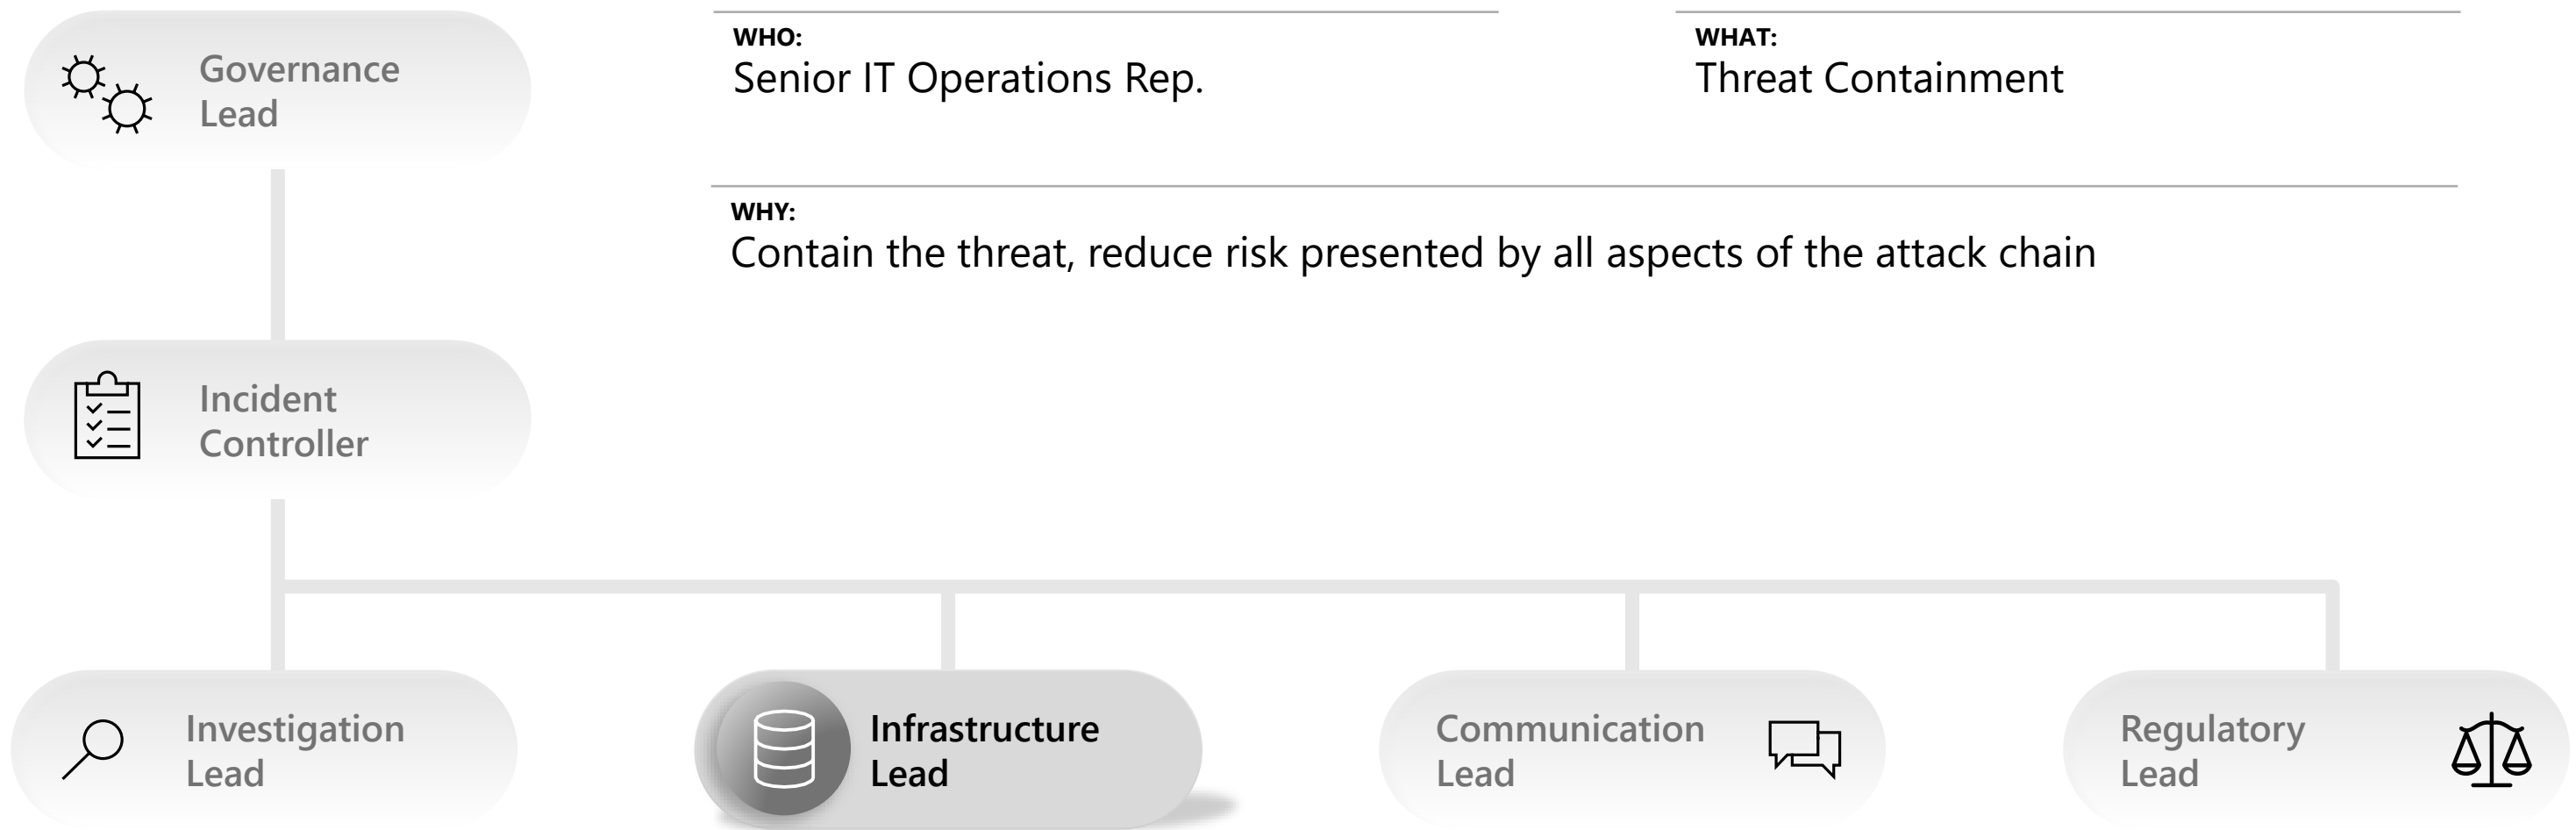 Governance
Lead
WHO:
Senior IT Operations Rep.
WHAT:
Threat Containment
WHY:
Contain the threat, reduce risk presented by all aspects of the attack chain
Incident
Controller
Investigation
Lead
Infrastructure
Lead
Communication
Lead
Regulatory
Lead